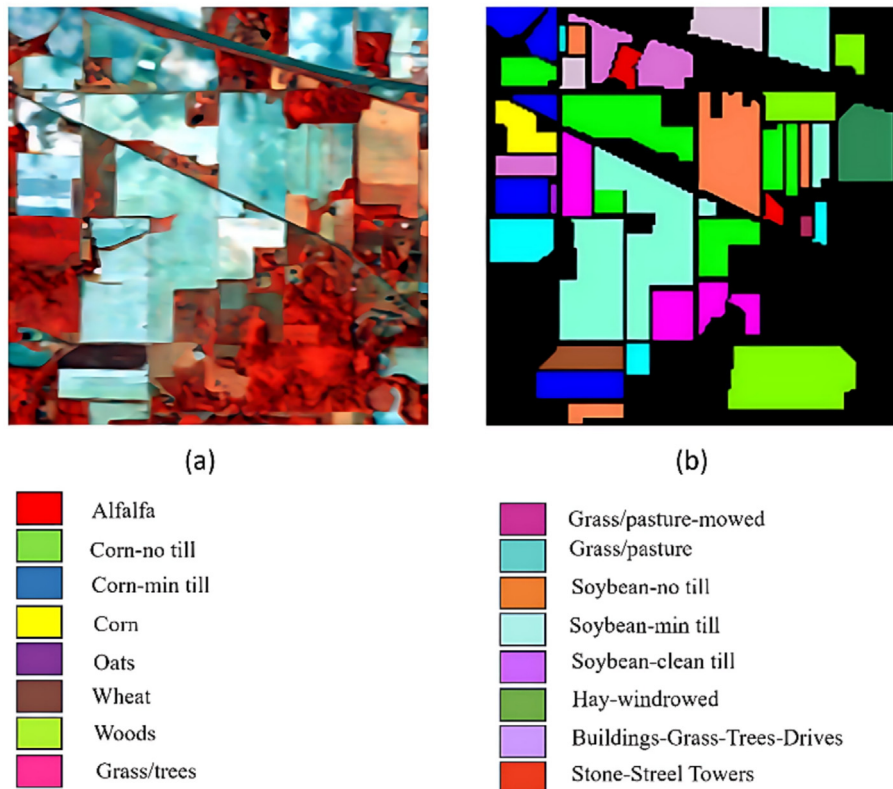 (a)
(b)
Alfalfa
Corn-no till
Corn-min till
Corn
Oats
Wheat
Woods
Grass/trees
Grass/pasture-mowed
Grass/pasture
Soybean-no till
Soybean-min till
Soybean-clean till
Hay-windrowed
Buildings-Grass-Trees-Drives
Stone-Streel Towers